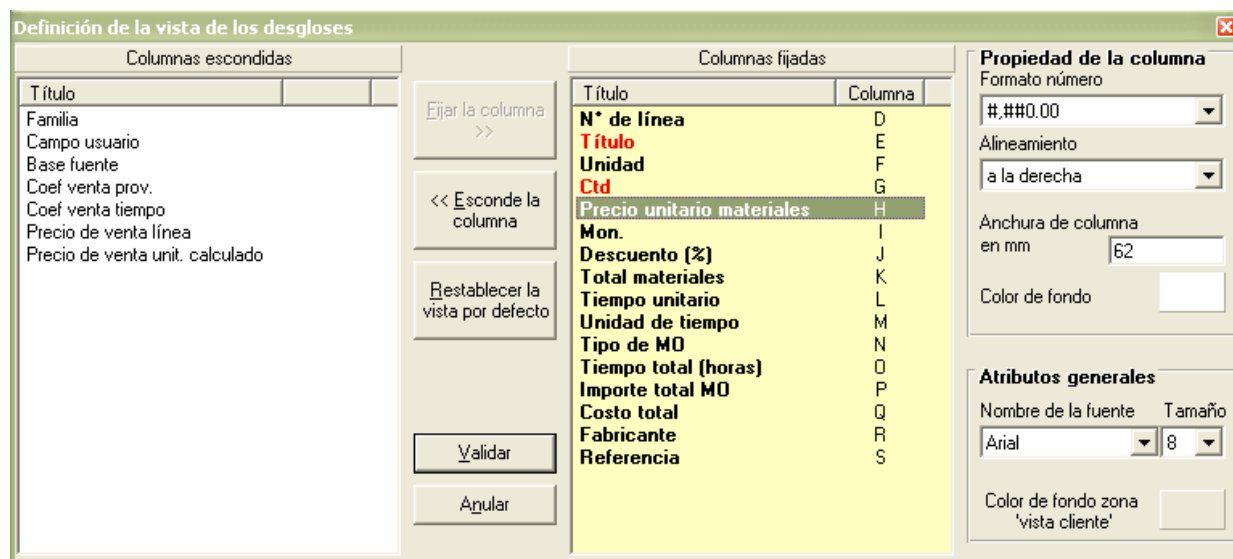 Definición de la vista de los desgloses
Columnas escondidas
Título
Familia
Campo usuario
Base fuente
Coef venta prov.
Coef venta tiempo
Precio de venta línea
Precio de venta unit. calculado
Fijar la columna
>>
<< Esconde la
columna
Restablecer la
vista por defecto
Validar
Anular
Columnas fijadas
Título Columna
N° de línea D
Título E
Unidad F
Ctd G
Precio unitario materiales H
Mon. I
Descuento (%) J
Total materiales K
Tiempo unitario L
Unidad de tiempo M
Tipo de MO N
Tiempo total (horas) O
Importe total MO P
Costo total Q
Fabricante R
Referencia S
Propiedad de la columna
Formato número
#,##0.00
Alineamiento
a la derecha
Anchura de columna
en mm 62
Color de fondo
Atributos generales
Nombre de la fuente Tamaño
Arial 8
Color de fondo zona
'vista cliente'